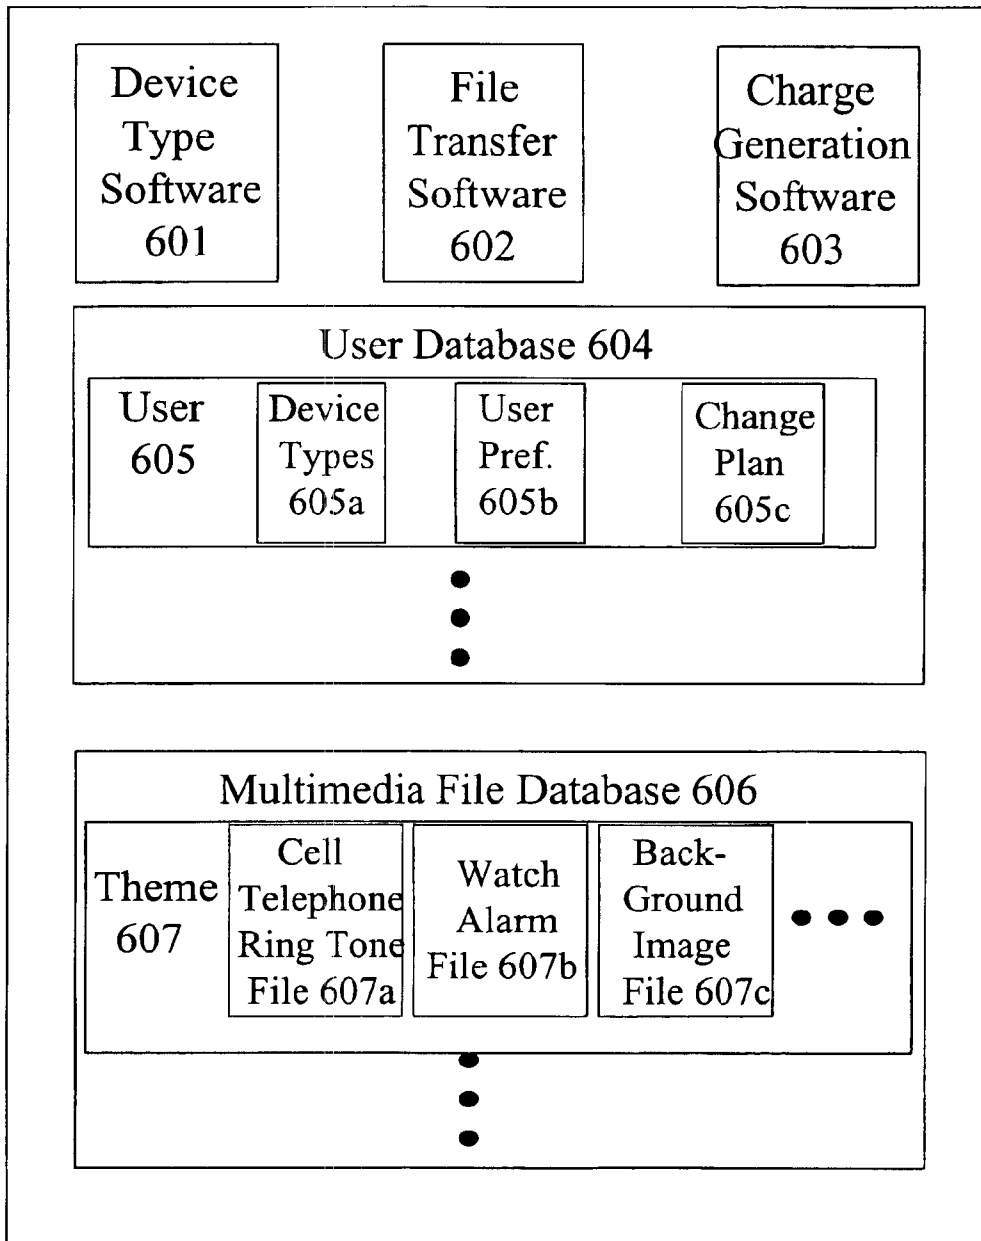 Device
Type
Software
601
File
Transfer
Software
602
Charge
Generation
Software
603
User Database 604
User
605
Device
Types
605a
User
Pref.
605b
Change
Plan
605c
Multimedia File Database 606
Theme
607
Cell
Telephone
Ring Tone
File 607a
Watch
Alarm
File 607b
Back-
Ground
Image
File 607c